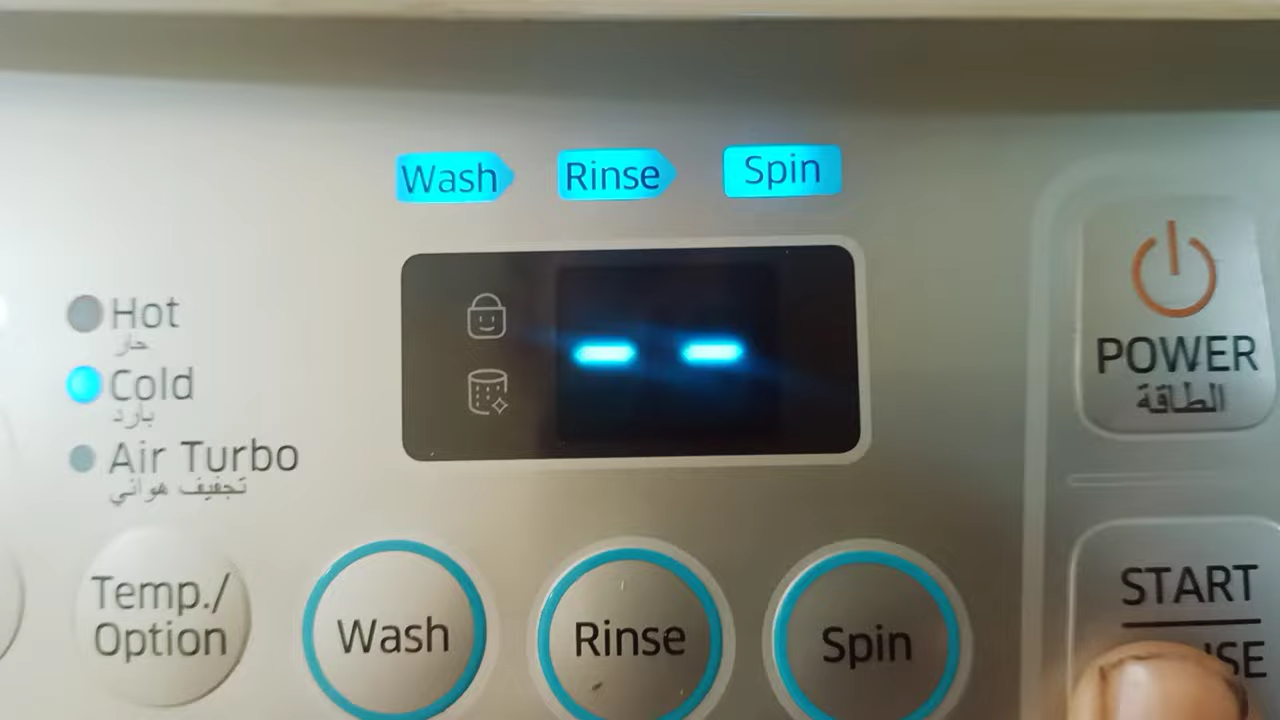 Wash
Rinse
Spin
- -
Hot
حار
Cold
بارد
Air Turbo
تجفيف هوائي
POWER
الطاقة
Temp./
Option
Wash
Rinse
Spin
START